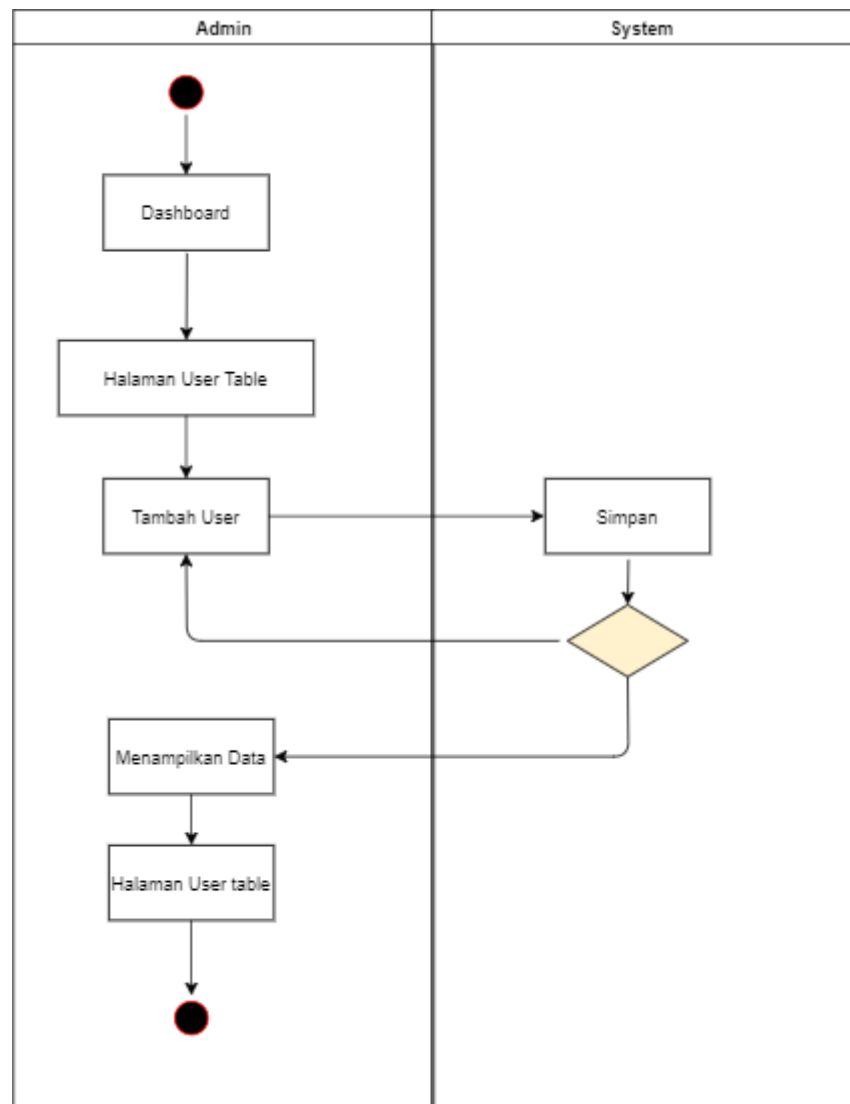 Admin
System
Dashboard
Halaman User Table
Tambah User
Simpan
Menampilkan Data
Halaman User table